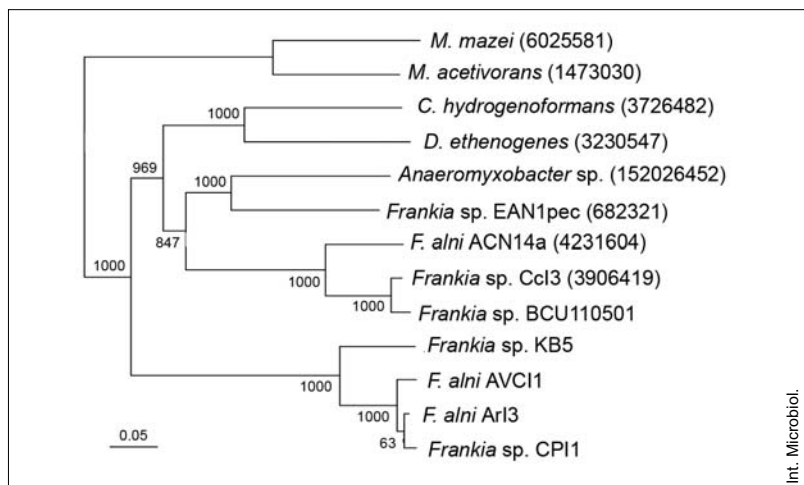 M. mazei (6025581)
M. acetivorans (1473030)
1000
C. hydrogenoformans (3726482)
D. ethenogenes (3230547)
969
1000
Anaeromyxobacter sp. (152026452)
Frankia sp. EAN1pec (682321)
847
F. alni ACN14a (4231604)
1000
1000
Frankia sp. CcI3 (3906419)
1000
Frankia sp. BCU110501
Frankia sp. KB5
1000
F. alni AVCI1
1000
F. alni ArI3
63
Frankia sp. CPI1
0.05
Int. Microbiol.